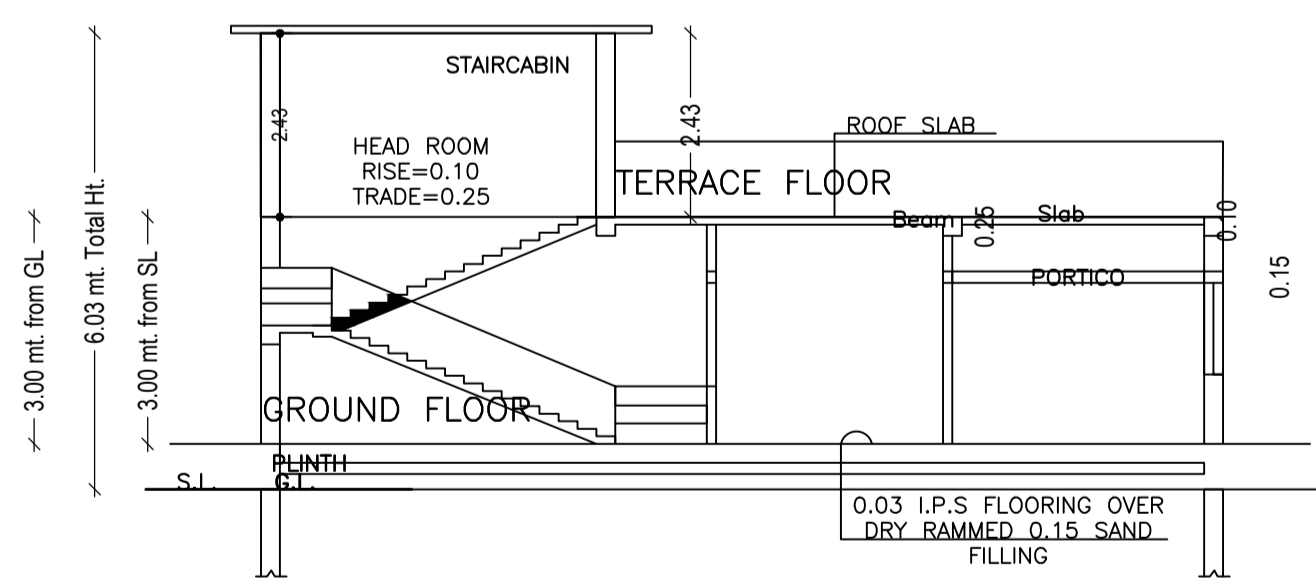 STAIRCABIN
2.43
HEAD ROOM
RISE=0.10
TRADE=0.25
2.43
ROOF SLAB
TERRACE FLOOR
Beam
0.25
Slab
0.10
PORTICO
0.15
3.00 mt. from GL
6.03 mt. Total Ht.
3.00 mt. from SL
GROUND FLOOR
PLINTH
S.L.
G.L.
0.03 I.P.S FLOORING OVER
DRY RAMMED 0.15 SAND
FILLING